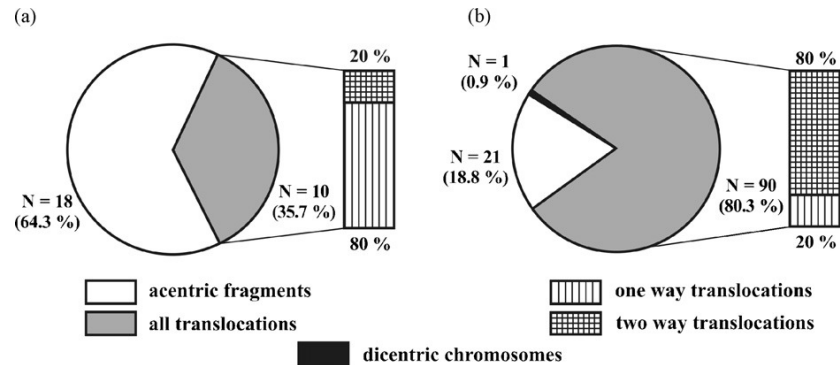 (a)
20 %
N = 18
(64.3 %)
N = 10
(35.7 %)
80 %
(b)
N = 1
(0.9 %)
80 %
N = 21
(18.8 %)
N = 90
(80.3 %)
20 %
acentric fragments
all translocations
one way translocations
two way translocations
dicentric chromosomes